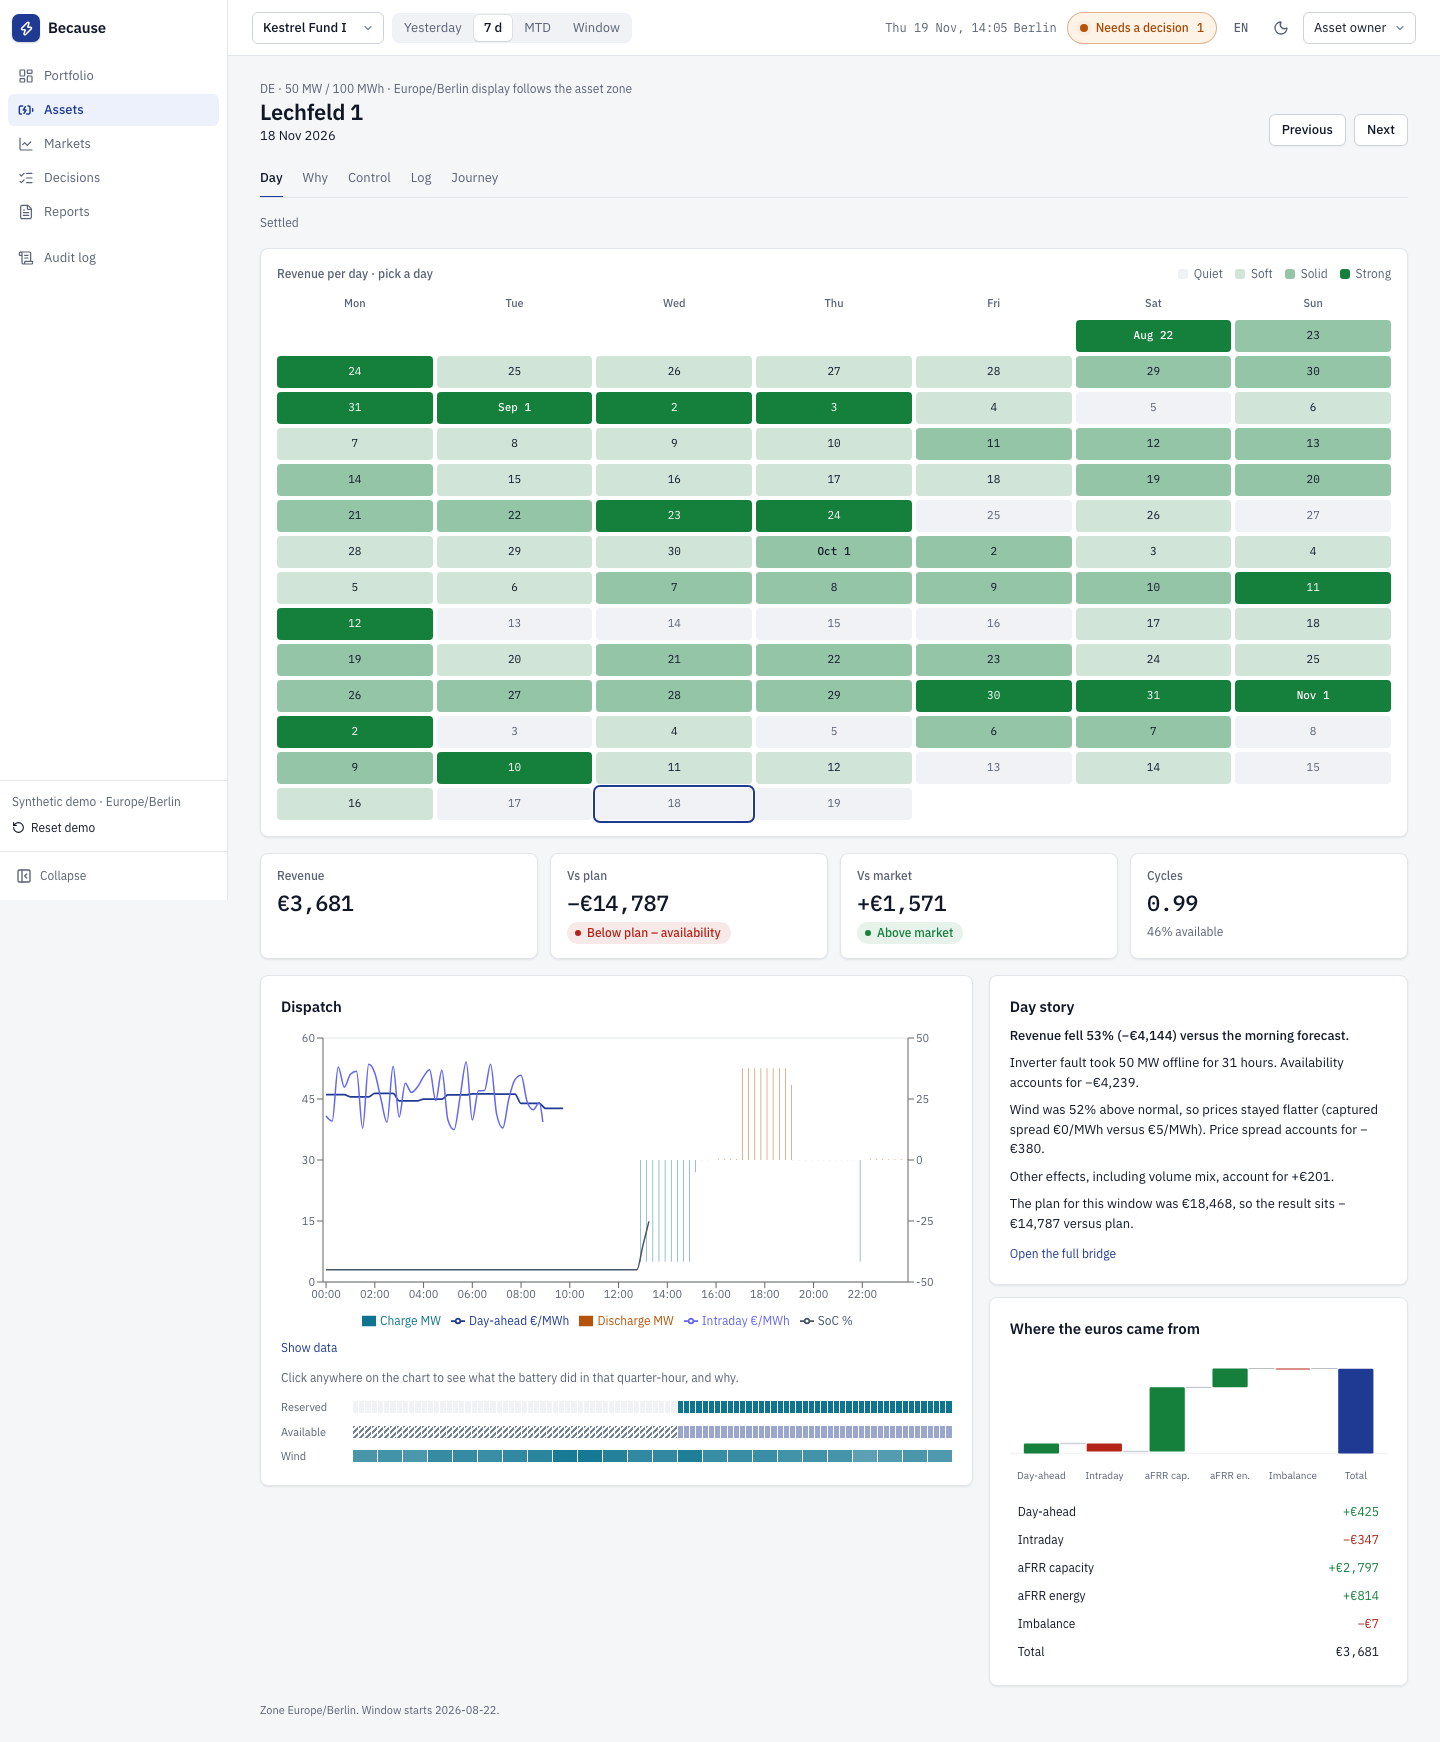 Because
Portfolio
Assets
Markets
Decisions
Reports
Audit log
Synthetic demo · Europe/Berlin
Reset demo
Collapse
Kestrel Fund I
Yesterday 7 d MTD Window
Thu 19 Nov, 14:05 Berlin
Needs a decision 1
EN
Asset owner
DE · 50 MW / 100 MWh · Europe/Berlin display follows the asset zone
Lechfeld 1
18 Nov 2026
Previous Next
Day Why Control Log Journey
Settled
Revenue per day · pick a day
Quiet Soft Solid Strong
Mon Tue Wed Thu Fri Sat Sun
Aug 22 23
24 25 26 27 28 29 30
31 Sep 1 2 3 4 5 6
7 8 9 10 11 12 13
14 15 16 17 18 19 20
21 22 23 24 25 26 27
28 29 30 Oct 1 2 3 4
5 6 7 8 9 10 11
12 13 14 15 16 17 18
19 20 21 22 23 24 25
26 27 28 29 30 31 Nov 1
2 3 4 5 6 7 8
9 10 11 12 13 14 15
16 17 18 19
Revenue
€3,681
Vs plan
−€14,787
Below plan – availability
Vs market
+€1,571
Above market
Cycles
0.99
46% available
Dispatch
60 50
45 25
30 0
15 -25
0 -50
00:00 02:00 04:00 06:00 08:00 10:00 12:00 14:00 16:00 18:00 20:00 22:00
Charge MW Day-ahead €/MWh Discharge MW Intraday €/MWh SoC %
Show data
Click anywhere on the chart to see what the battery did in that quarter-hour, and why.
Reserved
Available
Wind
Day story
Revenue fell 53% (−€4,144) versus the morning forecast.
Inverter fault took 50 MW offline for 31 hours. Availability
accounts for −€4,239.
Wind was 52% above normal, so prices stayed flatter (captured
spread €0/MWh versus €5/MWh). Price spread accounts for −
€380.
Other effects, including volume mix, account for +€201.
The plan for this window was €18,468, so the result sits −
€14,787 versus plan.
Open the full bridge
Where the euros came from
Day-ahead Intraday aFRR cap. aFRR en. Imbalance Total
Day-ahead +€425
Intraday −€347
aFRR capacity +€2,797
aFRR energy +€814
Imbalance −€7
Total €3,681
Zone Europe/Berlin. Window starts 2026-08-22.